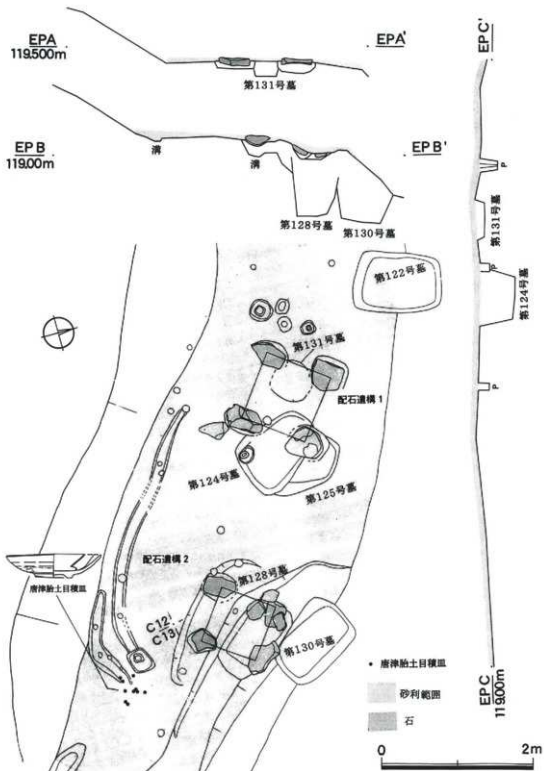 EPA
119.500m
EPA'
第131号墓
EPB
119.00m
EPB'
溝
溝
第128号墓
第130号墓
EPC'
P
第131号墓
P
第124号墓
P
EPC
119.00m
第122号墓
第131号墓
配石遺構1
第124号墓
第125号墓
配石遺構2
唐津胎土目積皿
第128号墓
C12
C13
第130号墓
唐津胎土目積皿
砂利範囲
石
0 2m